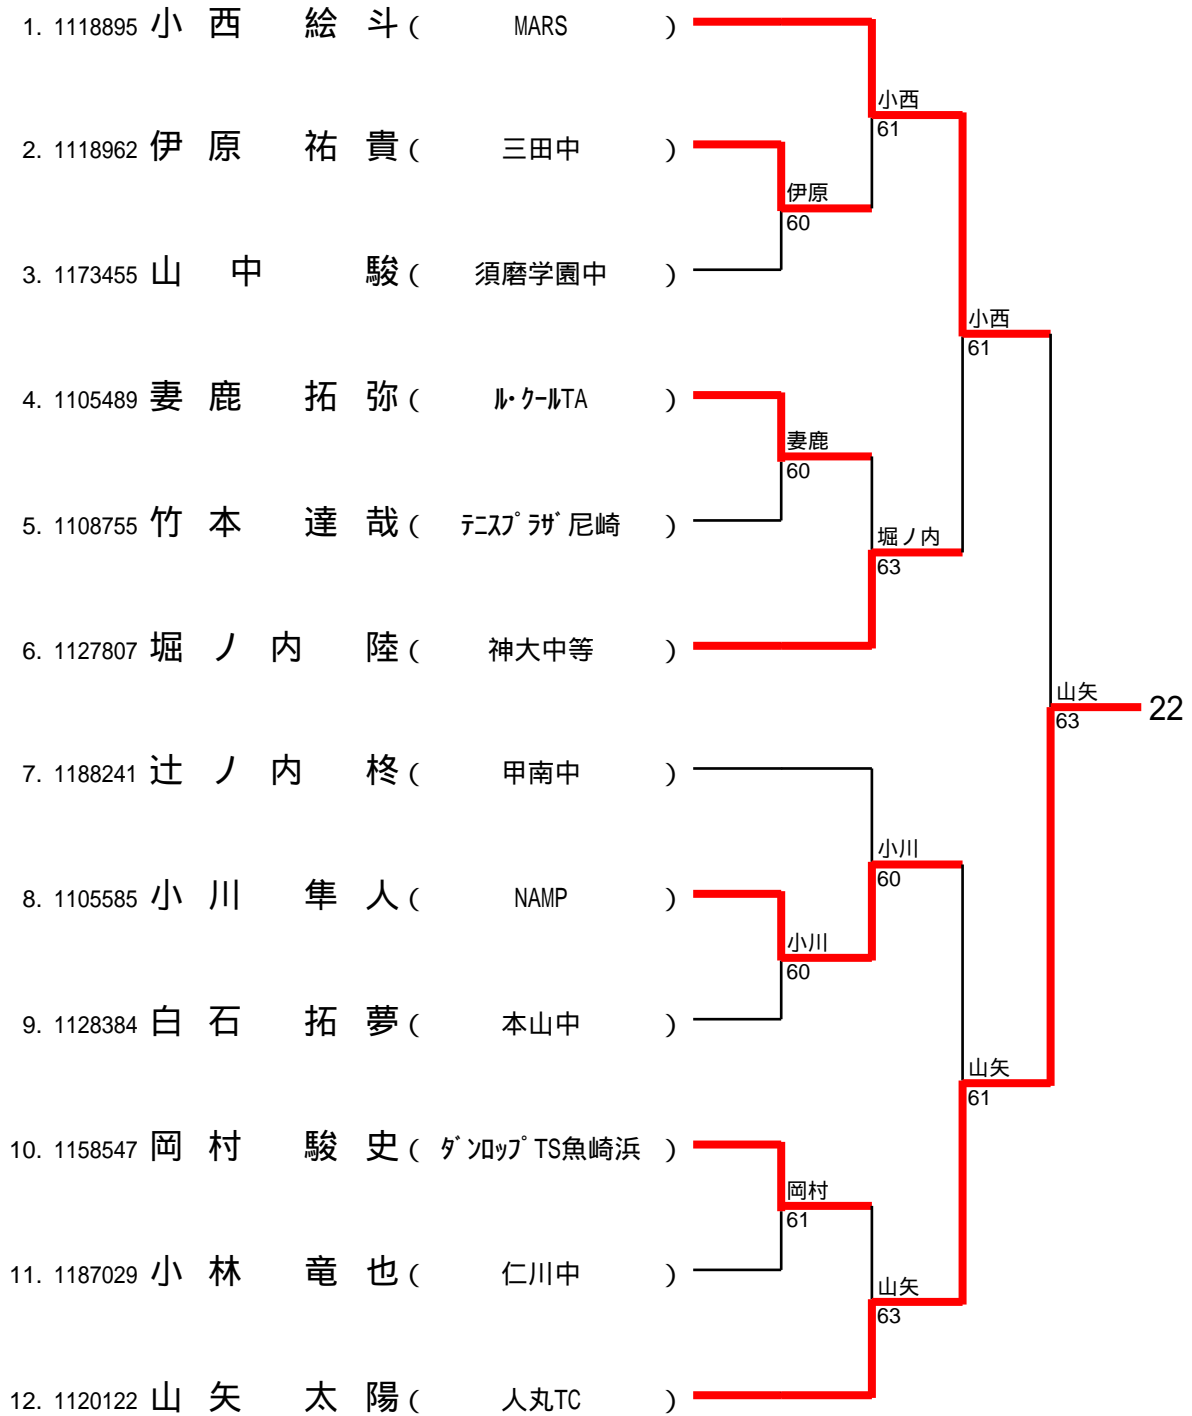 1. 1118895 小 西 絵 斗 ( MARS )
小西
61
2. 1118962 伊 原 祐 貴 ( 三田中 )
伊原
60
3. 1173455 山 中 駿 ( 須磨学園中 )
小西
61
4. 1105489 妻 鹿 拓 弥 ( ル・クールTA )
妻鹿
60
5. 1108755 竹 本 達 哉 ( テニスプラザ尼崎 )
堀ノ内
63
6. 1127807 堀 ノ 内 陸 ( 神大中等 )
山矢
63
22
7. 1188241 辻 ノ 内 柊 ( 甲南中 )
小川
60
8. 1105585 小 川 隼 人 ( NAMP )
小川
60
9. 1128384 白 石 拓 夢 ( 本山中 )
山矢
61
10. 1158547 岡 村 駿 史 ( ダンロップTS魚崎浜 )
岡村
61
11. 1187029 小 林 竜 也 ( 仁川中 )
山矢
63
12. 1120122 山 矢 太 陽 ( 人丸TC )